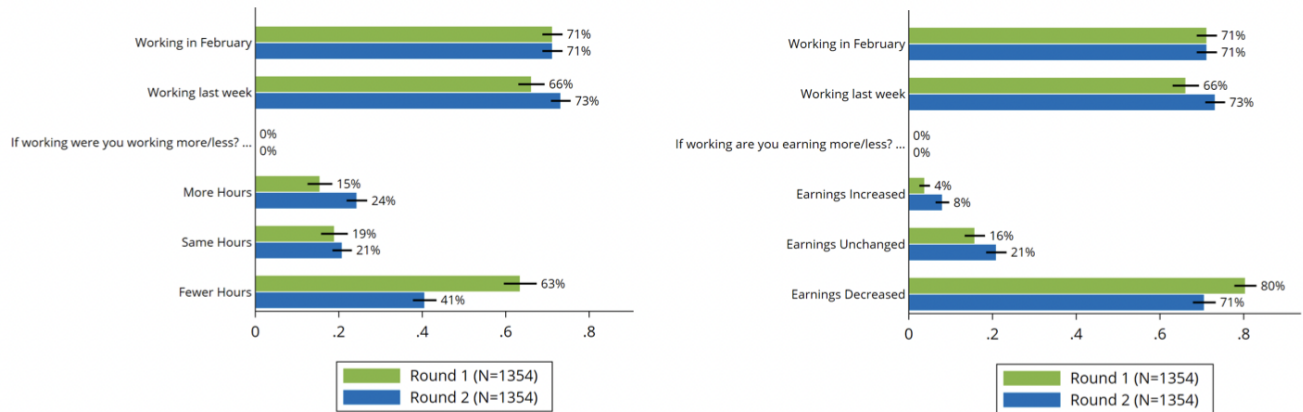 Working in February
71%
71%
Working last week
66%
73%
If working were you working more/less? ...
0%
0%
More Hours
15%
24%
Same Hours
19%
21%
Fewer Hours
63%
41%
0 .2 .4 .6 .8
Round 1 (N=1354)
Round 2 (N=1354)
Working in February
71%
71%
Working last week
66%
73%
If working are you earning more/less? ...
0%
0%
Earnings Increased
4%
8%
Earnings Unchanged
16%
21%
Earnings Decreased
80%
71%
0 .2 .4 .6 .8
Round 1 (N=1354)
Round 2 (N=1354)